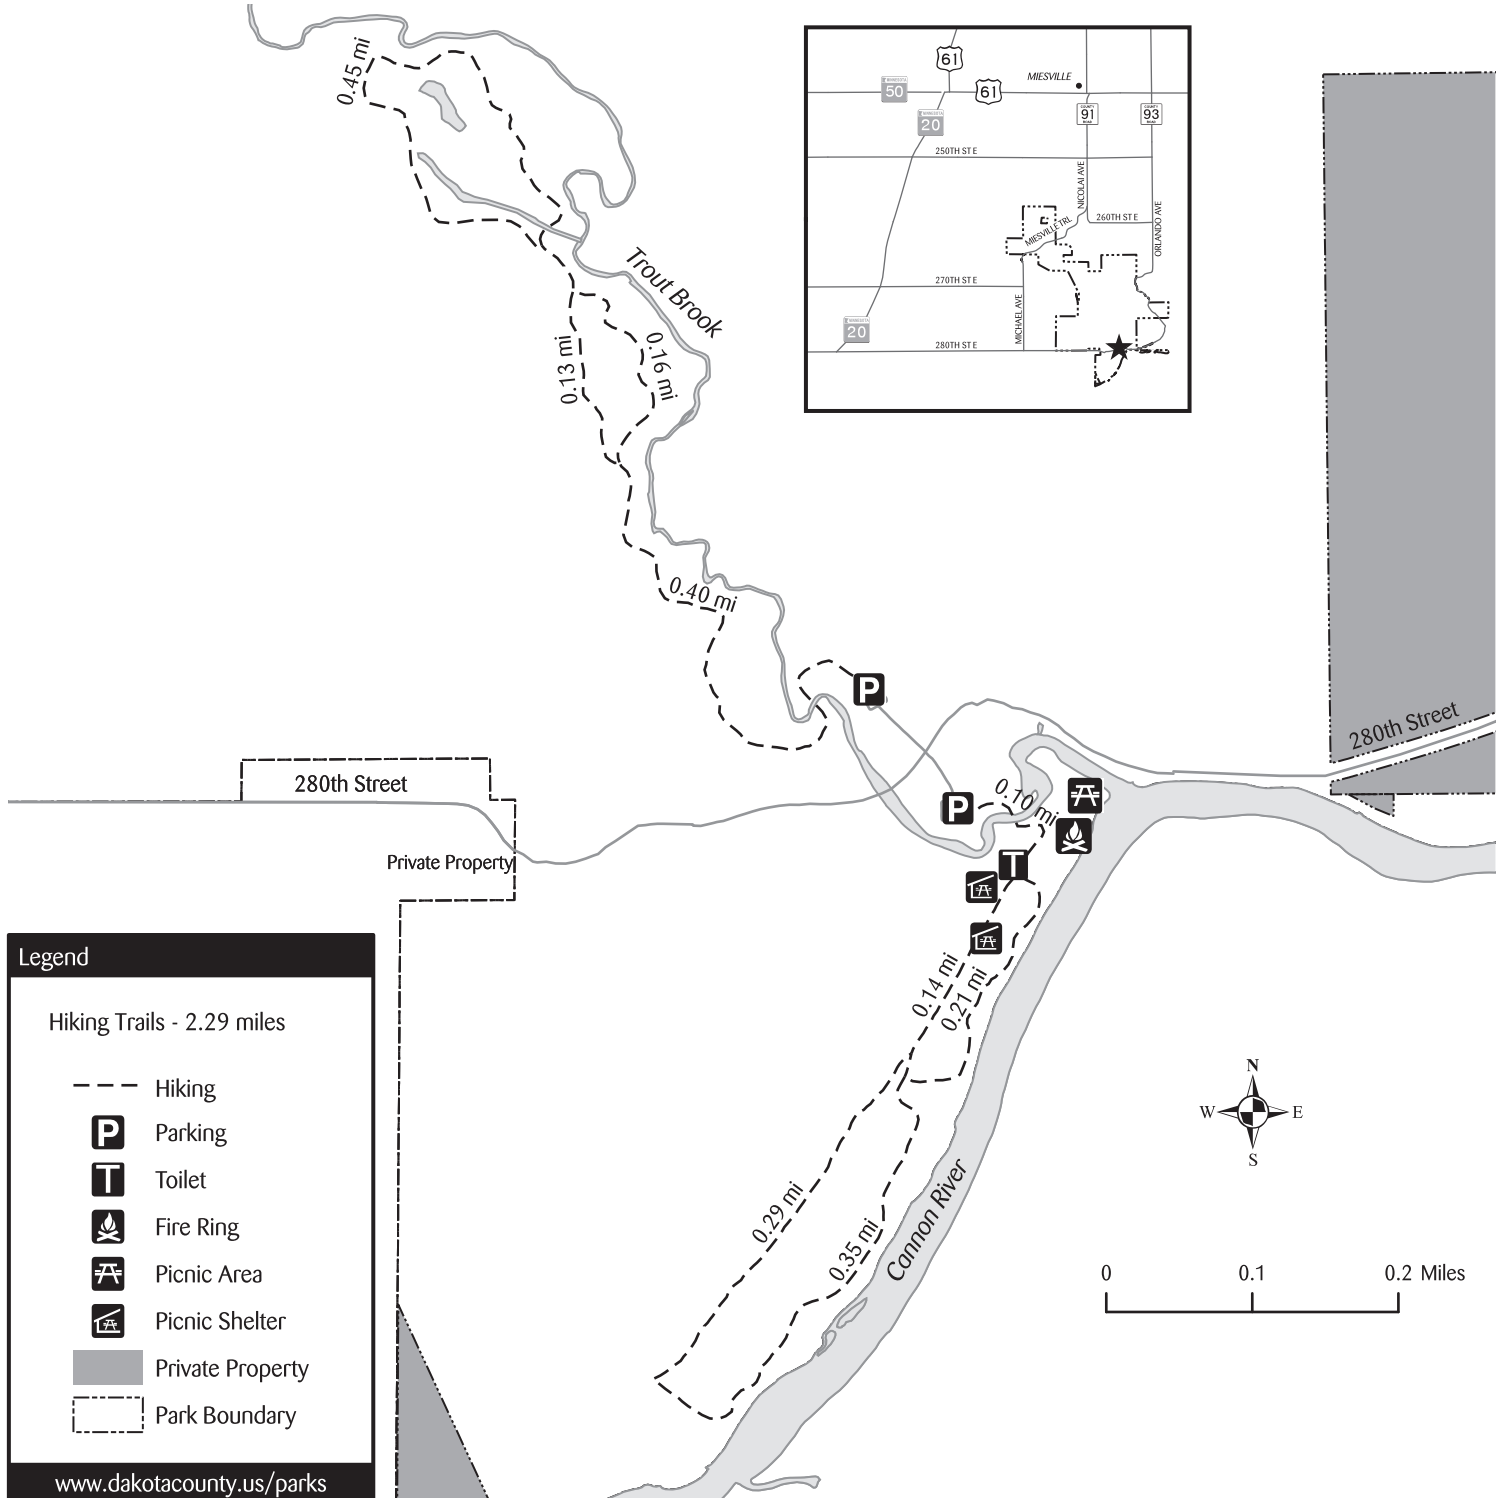 0.45 mi
Trout Brook
0.13 mi
0.16 mi
0.40 mi
61
MIESVILLE
50
61
COUNTY
91
ROAD
COUNTY
93
ROAD
20
250TH ST E
NICOLAI AVE
260TH ST E
ORLANDO AVE
MIESVILLE TRL
270TH ST E
MICHAEL AVE
20
280TH ST E
P
280th Street
280th Street
P
0.10 mi
Private Property
T
0.14 mi
0.21 mi
0.29 mi
0.35 mi
Cannon River
N
W E
S
0 0.1 0.2 Miles
Legend
Hiking Trails - 2.29 miles
Hiking
P Parking
T Toilet
Fire Ring
Picnic Area
Picnic Shelter
Private Property
Park Boundary
www.dakotacounty.us/parks